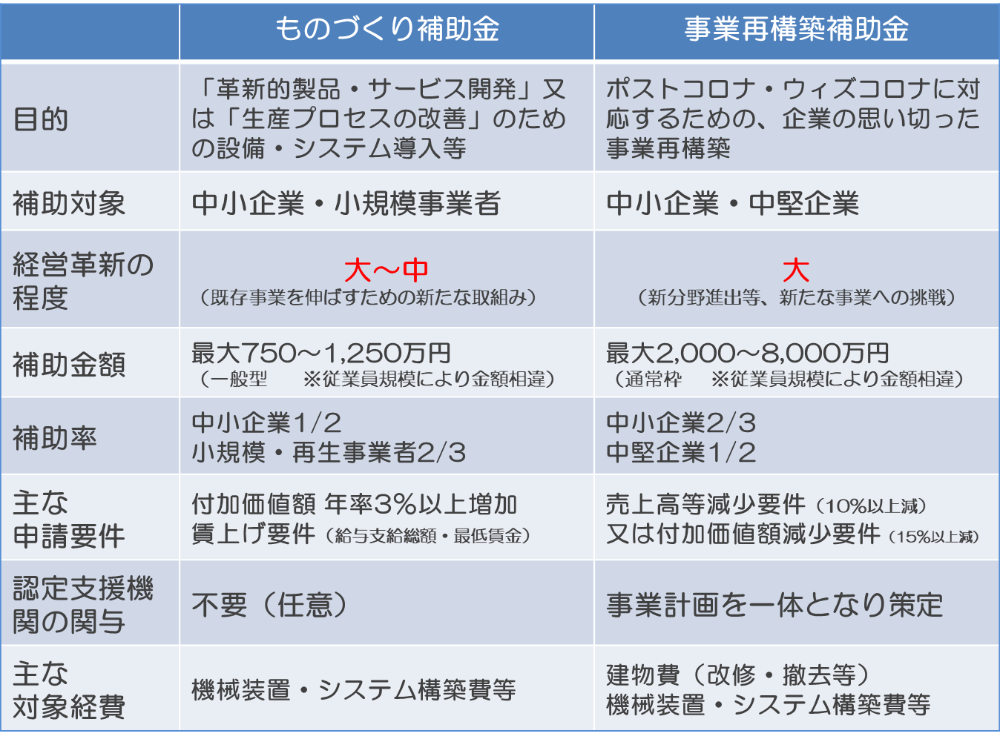 ものづくり補助金
事業再構築補助金
目的
「革新的製品・サービス開発」又
は「生産プロセスの改善」のため
の設備・システム導入等
ポストコロナ・ウィズコロナに対
応するための、企業の思い切った
事業再構築
補助対象
中小企業・小規模事業者
中小企業・中堅企業
経営革新の
程度
大～中
（既存事業を伸ばすための新たな取組み）
大
（新分野進出等、新たな事業への挑戦）
補助金額
最大750～1,250万円
（一般型　※従業員規模により金額相違）
最大2,000～8,000万円
（通常枠　※従業員規模により金額相違）
補助率
中小企業1/2
小規模・再生事業者2/3
中小企業2/3
中堅企業1/2
主な
申請要件
付加価値額 年率3％以上増加
賃上げ要件（給与支給総額・最低賃金）
売上高等減少要件（10％以上減）
又は付加価値額減少要件（15％以上減）
認定支援機
関の関与
不要（任意）
事業計画を一体となり策定
主な
対象経費
機械装置・システム構築費等
建物費（改修・撤去等）
機械装置・システム構築費等